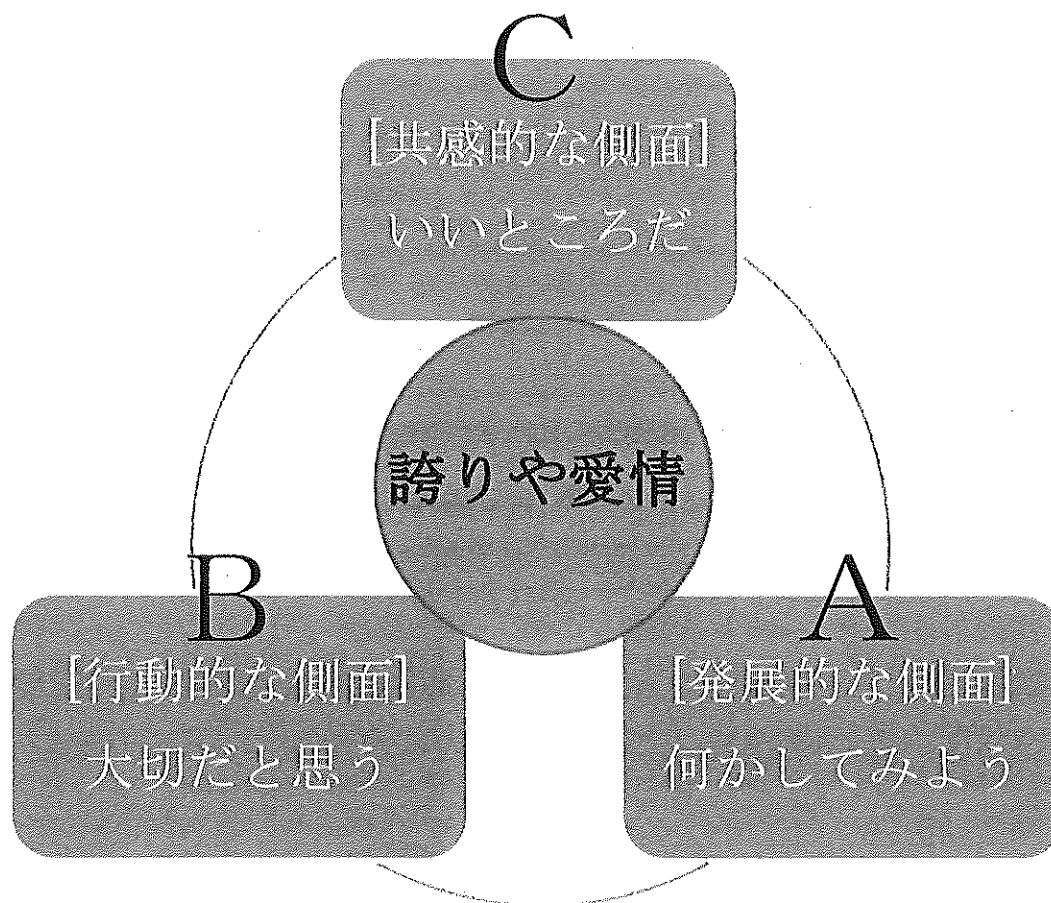 C
[共感的な側面]
いいところだ
誇りや愛情
B
[行動的な側面]
大切だと思う
A
[発展的な側面]
何かしてみよう